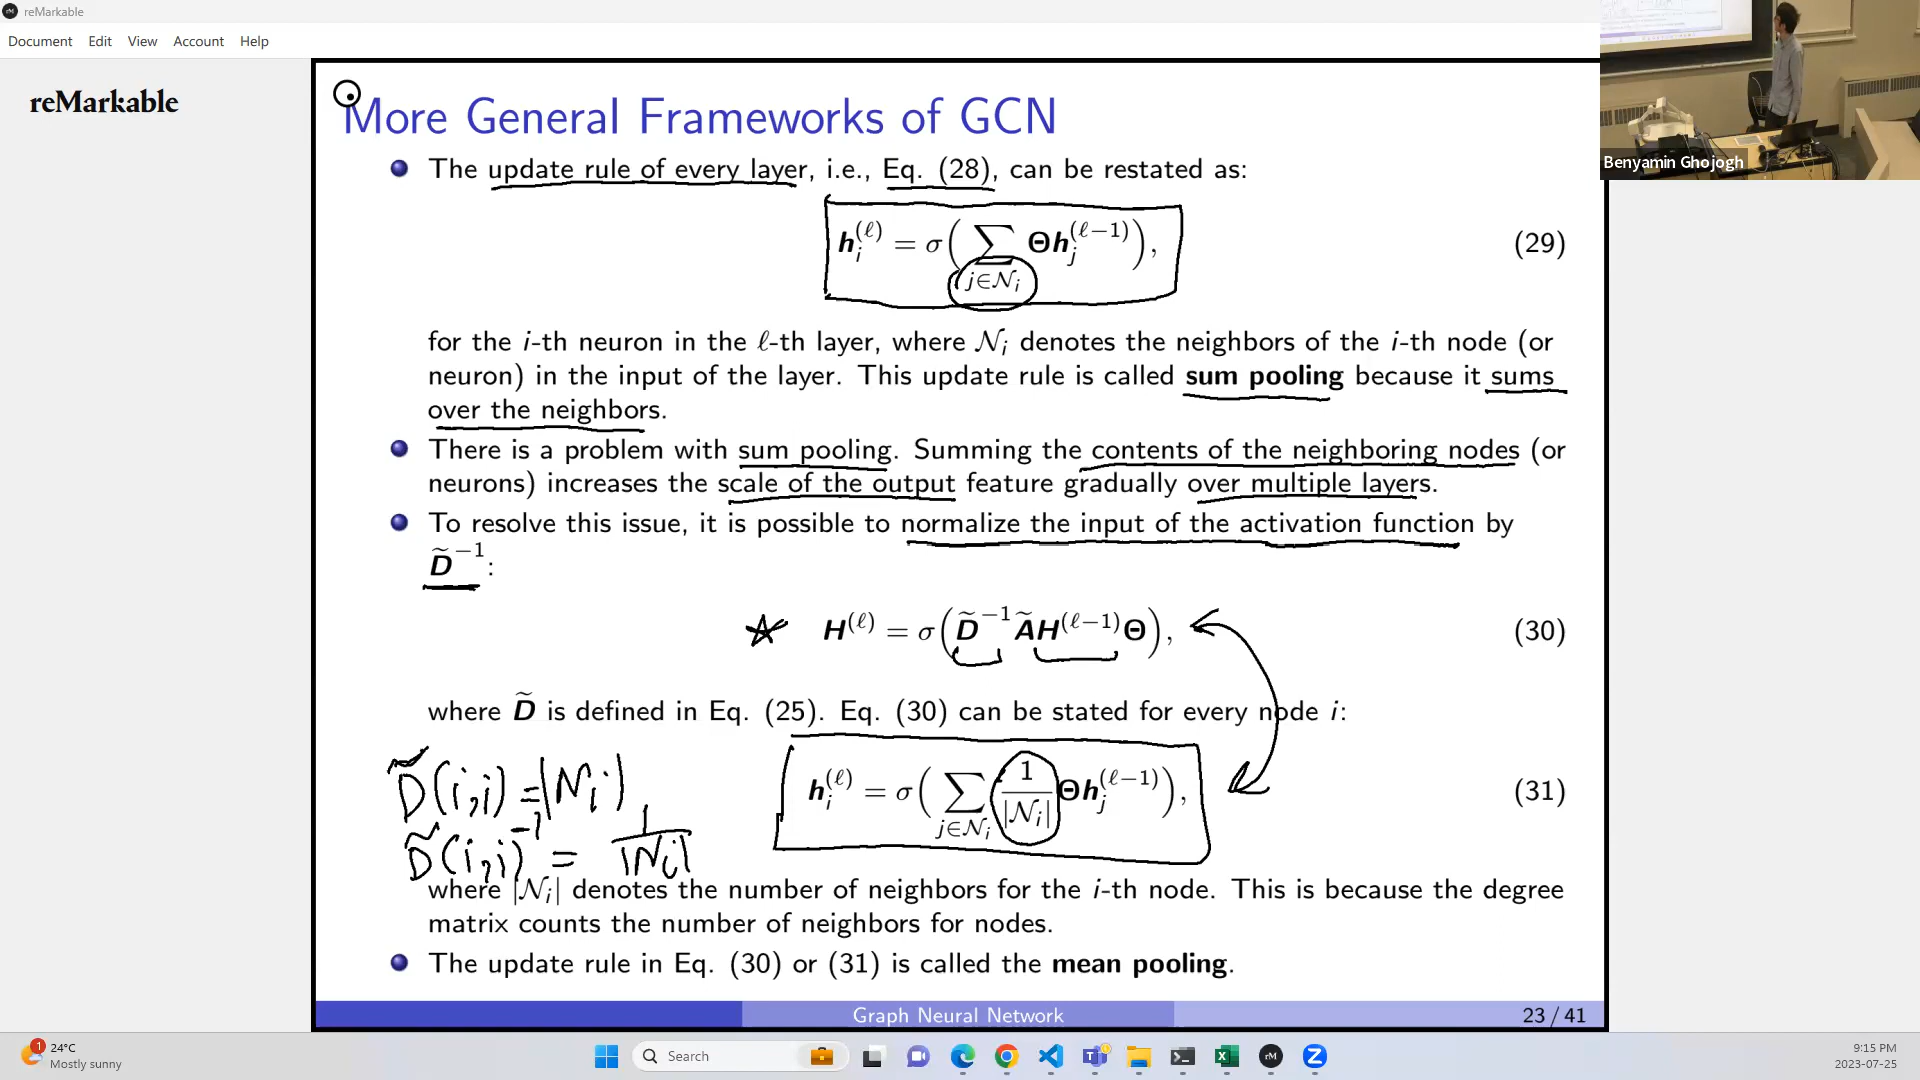 reMarkable
Document Edit View Account Help
reMarkable
Benyamin Ghojogh
More General Frameworks of GCN
The update rule of every layer, i.e., Eq. (28), can be restated as:
h_i^{(ℓ)} = σ( ∑_{j∈𝒩_i} Θh_j^{(ℓ−1)} ), (29)
for the i-th neuron in the ℓ-th layer, where 𝒩_i denotes the neighbors of the i-th node (or
neuron) in the input of the layer. This update rule is called sum pooling because it sums
over the neighbors.
There is a problem with sum pooling. Summing the contents of the neighboring nodes (or
neurons) increases the scale of the output feature gradually over multiple layers.
To resolve this issue, it is possible to normalize the input of the activation function by
D̃^{−1}:
H^{(ℓ)} = σ( D̃^{−1}ÃH^{(ℓ−1)}Θ ), (30)
where D̃ is defined in Eq. (25). Eq. (30) can be stated for every node i:
D̃(i,i) = |N_i|
h_i^{(ℓ)} = σ( ∑_{j∈𝒩_i} 1/|𝒩_i| Θh_j^{(ℓ−1)} ), (31)
D̃(i,i)^{-1} = 1/|N_i|
where |𝒩_i| denotes the number of neighbors for the i-th node. This is because the degree
matrix counts the number of neighbors for nodes.
The update rule in Eq. (30) or (31) is called the mean pooling.
Graph Neural Network 23 / 41
1
24°C
Mostly sunny
Search
rM
9:15 PM
2023-07-25